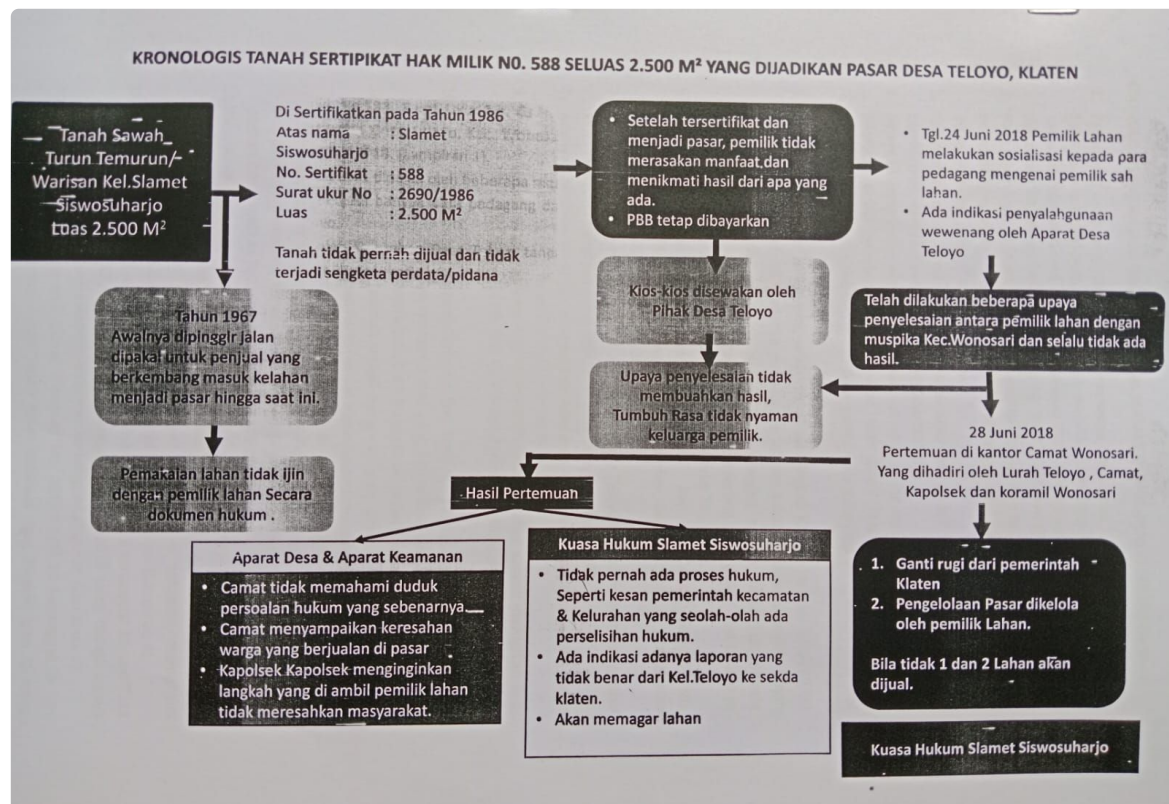 KRONOLOGIS TANAH SERTIPIKAT HAK MILIK N0. 588 SELUAS 2.500 M² YANG DIJADIKAN PASAR DESA TELOYO, KLATEN
Tanah Sawah
Turun Temurun/
Warisan Kel.Slamet
Siswosuharjo
Luas 2.500 M²
Di Sertifikatkan pada Tahun 1986
Atas nama : Slamet
Siswosuharjo
No. Sertifikat : 588
Surat ukur No : 2690/1986
Luas : 2.500 M²
Tanah tidak pernah dijual dan tidak
terjadi sengketa perdata/pidana
• Setelah tersertifikat dan
menjadi pasar, pemilik tidak
merasakan manfaat,dan
menikmati hasil dari apa yang
ada.
• PBB tetap dibayarkan
• Tgl.24 Juni 2018 Pemilik Lahan
melakukan sosialisasi kepada para
pedagang mengenai pemilik sah
lahan.
• Ada indikasi penyalahgunaan
wewenang oleh Aparat Desa
Teloyo
Tahun 1967
Awalnya dipinggir jalan
dipakai untuk penjual yang
berkembang masuk kelahan
menjadi pasar hingga saat ini.
Pemakaian lahan tidak ijin
dengan pemilik lahan Secara
dokumen hukum .
Kios-kios disewakan oleh
Pihak Desa Teloyo
Upaya penyelesaian tidak
membuahkan hasil,
Tumbuh Rasa tidak nyaman
keluarga pemilik.
Telah dilakukan beberapa upaya
penyelesaian antara pemilik lahan dengan
muspika Kec.Wonosari dan selalu tidak ada
hasil.
28 Juni 2018
Pertemuan di kantor Camat Wonosari.
Yang dihadiri oleh Lurah Teloyo , Camat,
Kapolsek dan koramil Wonosari
Hasil Pertemuan
Aparat Desa & Aparat Keamanan
• Camat tidak memahami duduk
persoalan hukum yang sebenarnya
• Camat menyampaikan keresahan
warga yang berjualan di pasar
• Kapolsek Kapolsek menginginkan
langkah yang di ambil pemilik lahan
tidak meresahkan masyarakat.
Kuasa Hukum Slamet Siswosuharjo
• Tidak pernah ada proses hukum,
Seperti kesan pemerintah kecamatan
& Kelurahan yang seolah-olah ada
perselisihan hukum.
• Ada indikasi adanya laporan yang
tidak benar dari Kel.Teloyo ke sekda
klaten.
• Akan memagar lahan
1. Ganti rugi dari pemerintah
Klaten
2. Pengelolaan Pasar dikelola
oleh pemilik Lahan.
Bila tidak 1 dan 2 Lahan akan
dijual.
Kuasa Hukum Slamet Siswosuharjo